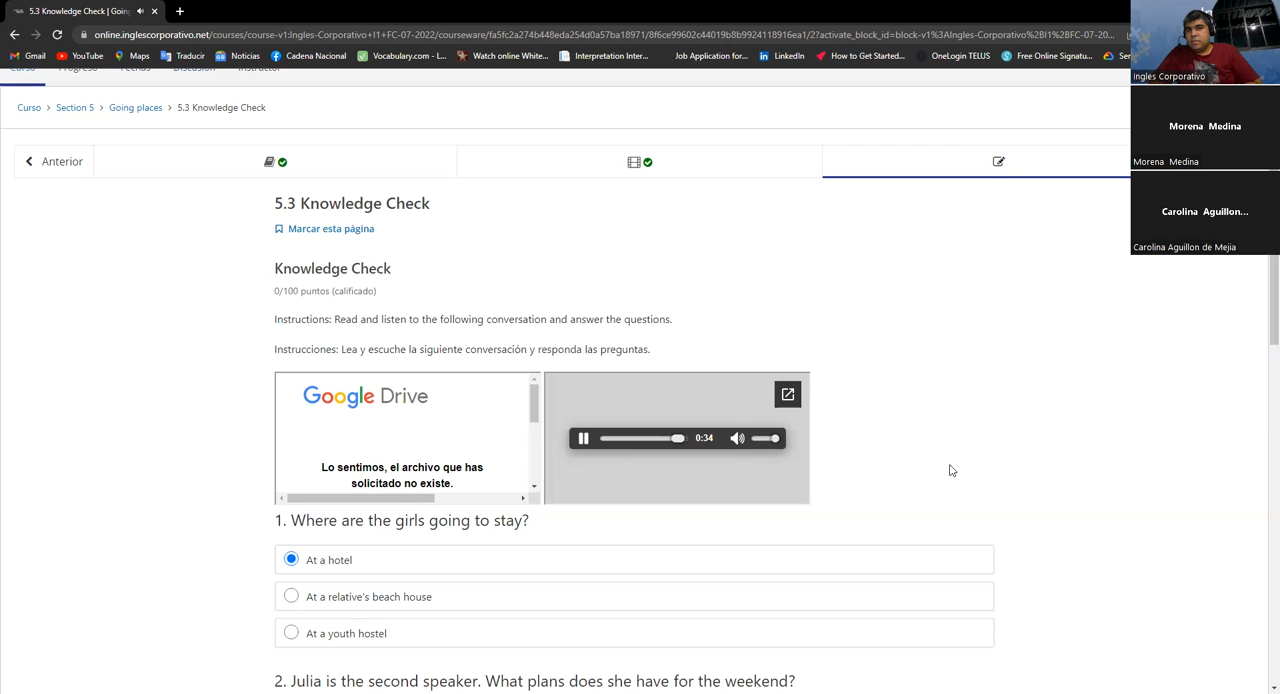 5.3 Knowledge Check | Going
online.inglescorporativo.net/courses/course-v1:Ingles-Corporativo+I1+FC-07-2022/courseware/fa5fc2a274b448eda254d0a57ba18971/8f6ce99602c44019b8b9924118916ea1/2?activate_block_id=block-v1%3AIngles-Corporativo%2BI1%2BFC-07-20...
Gmail YouTube Maps Traducir Noticias Cadena Nacional Vocabulary.com - L... Watch online White... Interpretation Inter... Job Application for... LinkedIn How to Get Started... OneLogin TELUS Free Online Signatu... Ser
Curso Progreso Fechas Discusión Instructor
Ingles Corporativo
Morena Medina
Morena Medina
Carolina Aguillon...
Carolina Aguillon de Mejia
Curso > Section 5 > Going places > 5.3 Knowledge Check
Anterior
5.3 Knowledge Check
Marcar esta página
Knowledge Check
0/100 puntos (calificado)
Instructions: Read and listen to the following conversation and answer the questions.
Instrucciones: Lea y escuche la siguiente conversación y responda las preguntas.
Google Drive
Lo sentimos, el archivo que has
solicitado no existe.
0:34
1. Where are the girls going to stay?
At a hotel
At a relative's beach house
At a youth hostel
2. Julia is the second speaker. What plans does she have for the weekend?